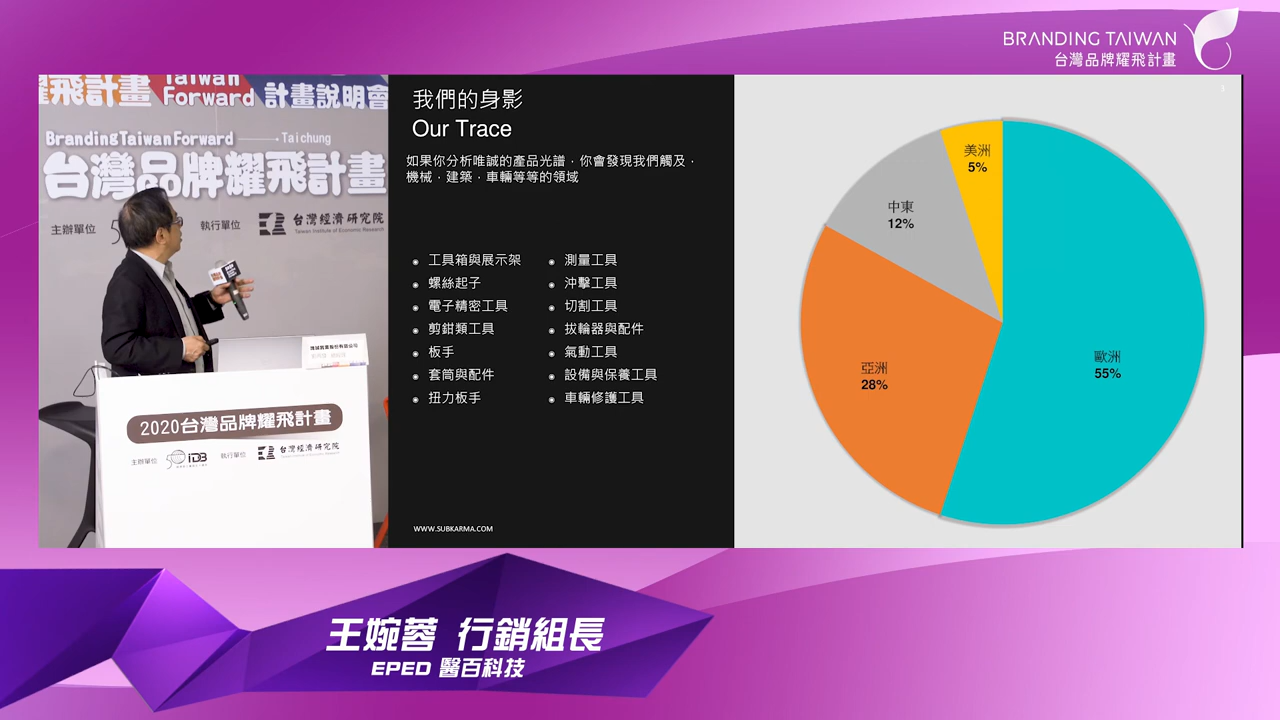 BRANDING TAIWAN
台灣品牌耀飛計畫
耀飛計畫 Taiwan Forward 計畫說明會
Branding Taiwan Forward Taichung
台灣品牌耀飛計畫
主辦單位
執行單位 台灣經濟研究院
Taiwan Institute of Economic Research
2020台灣品牌耀飛計畫
主辦單位 50 IDB 執行單位 台灣經濟研究院
我們的身影
Our Trace
如果你分析唯誠的產品光譜，你會發現我們觸及，
機械，建築，車輛等等的領域
工具箱與展示架
螺絲起子
電子精密工具
剪鉗類工具
板手
套筒與配件
扭力板手
測量工具
沖擊工具
切割工具
拔輪器與配件
氣動工具
設備與保養工具
車輛修護工具
WWW.SUBKARMA.COM
美洲
5%
中東
12%
亞洲
28%
歐洲
55%
王婉蓉 行銷組長
EPED 醫百科技